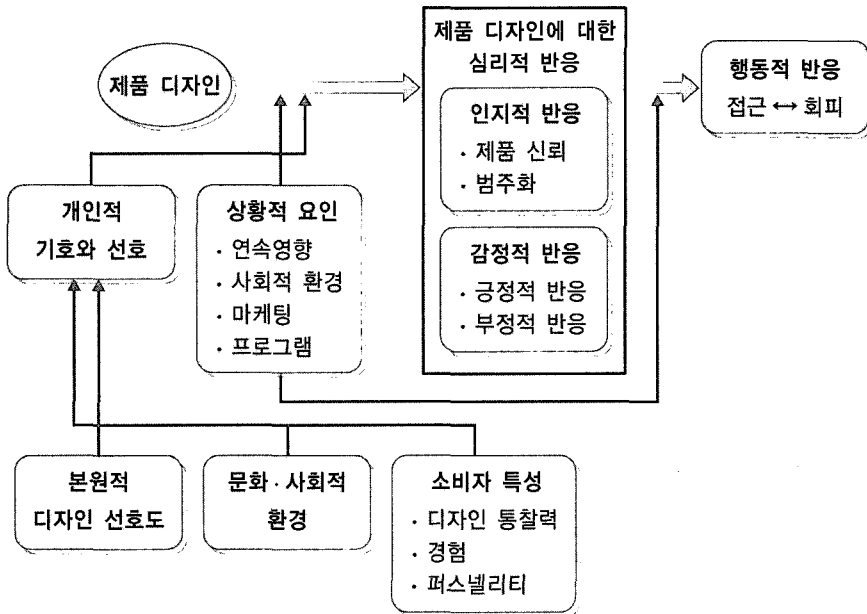 제품 디자인
제품 디자인에 대한
심리적 반응
인지적 반응
· 제품 신뢰
· 범주화
감정적 반응
· 긍정적 반응
· 부정적 반응
행동적 반응
접근 ↔ 회피
개인적
기호와 선호
상황적 요인
· 연속영향
· 사회적 환경
· 마케팅
· 프로그램
본원적
디자인 선호도
문화 · 사회적
환경
소비자 특성
· 디자인 통찰력
· 경험
· 퍼스넬리티